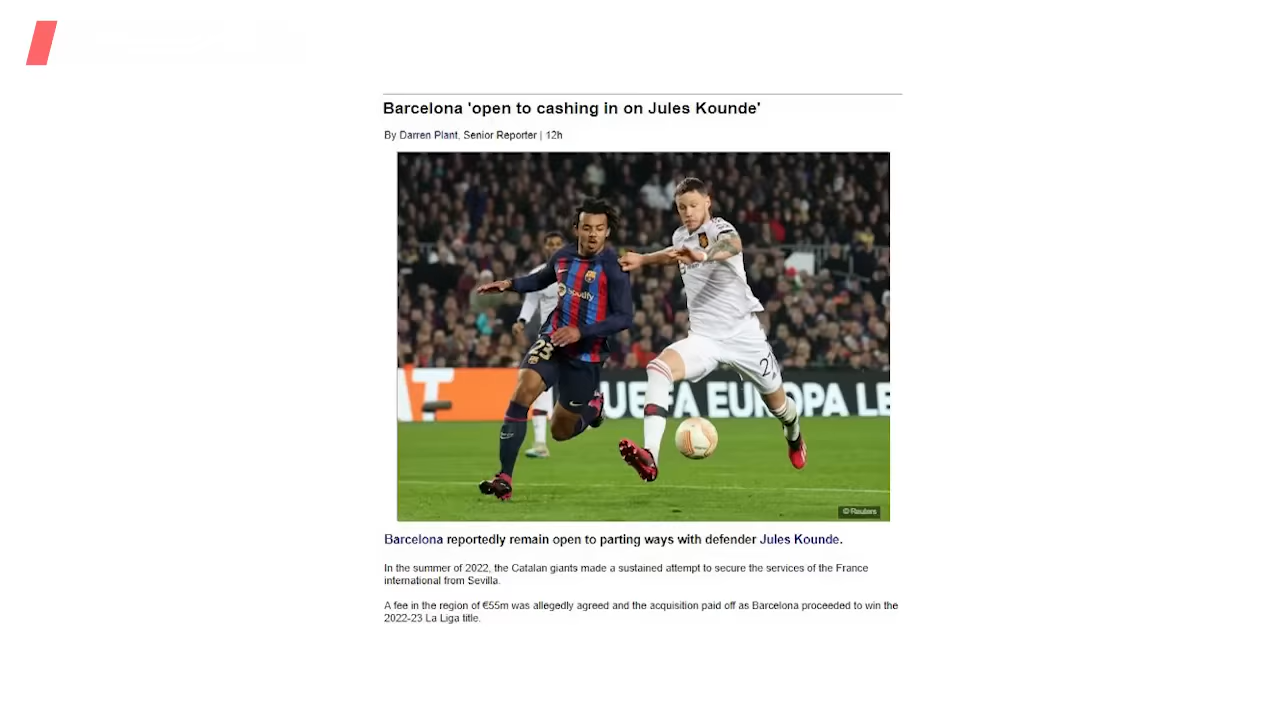 Barcelona 'open to cashing in on Jules Kounde'
By Darren Plant, Senior Reporter | 12h
spotify
23
AT
UEFA EUROPA LE
© Reuters
Barcelona reportedly remain open to parting ways with defender Jules Kounde.
In the summer of 2022, the Catalan giants made a sustained attempt to secure the services of the France
international from Sevilla.
A fee in the region of €55m was allegedly agreed and the acquisition paid off as Barcelona proceeded to win the
2022-23 La Liga title.